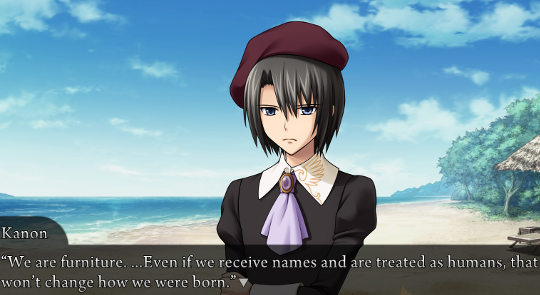 Kanon
“We are furniture. ...Even if we receive names and are treated as humans, that
won’t change how we were born.”